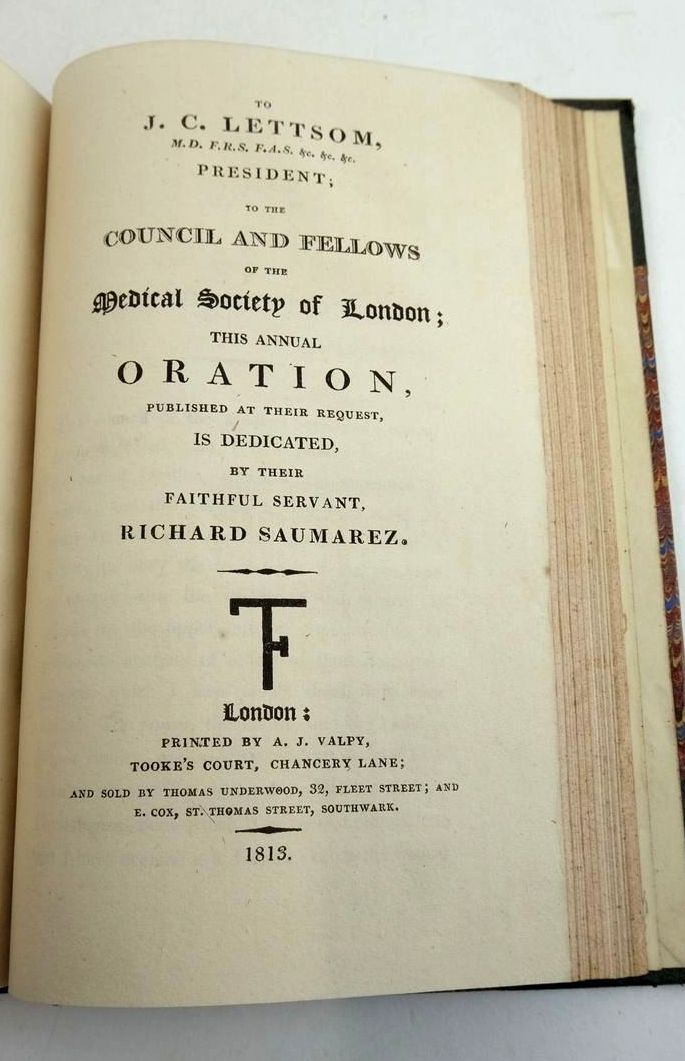 TO
J. C. LETTSOM,
M.D. F.R.S. F.A.S. &c. &c. &c.
PRESIDENT;
TO THE
COUNCIL AND FELLOWS
OF THE
Medical Society of London;
THIS ANNUAL
ORATION,
PUBLISHED AT THEIR REQUEST,
IS DEDICATED,
BY THEIR
FAITHFUL SERVANT,
RICHARD SAUMAREZ.
London:
PRINTED BY A. J. VALPY,
TOOKE'S COURT, CHANCERY LANE;
AND SOLD BY THOMAS UNDERWOOD, 32, FLEET STREET; AND
E. COX, ST. THOMAS STREET, SOUTHWARK.
1813.